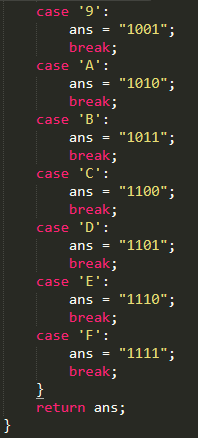 case '9':
ans = "1001";
break;
case 'A':
ans = "1010";
break;
case 'B':
ans = "1011";
break;
case 'C':
ans = "1100";
break;
case 'D':
ans = "1101";
break;
case 'E':
ans = "1110";
break;
case 'F':
ans = "1111";
break;
}
return ans;
}